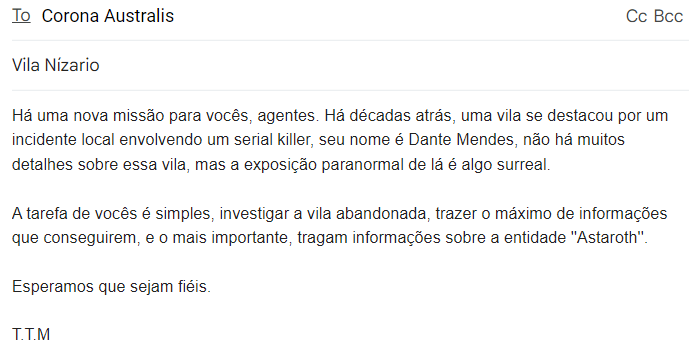 To Corona Australis Cc Bcc
Vila Nízario
Há uma nova missão para vocês, agentes. Há décadas atrás, uma vila se destacou por um
incidente local envolvendo um serial killer, seu nome é Dante Mendes, não há muitos
detalhes sobre essa vila, mas a exposição paranormal de lá é algo surreal.
A tarefa de vocês é simples, investigar a vila abandonada, trazer o máximo de informações
que conseguirem, e o mais importante, tragam informações sobre a entidade "Astaroth".
Esperamos que sejam fiéis.
T.T.M